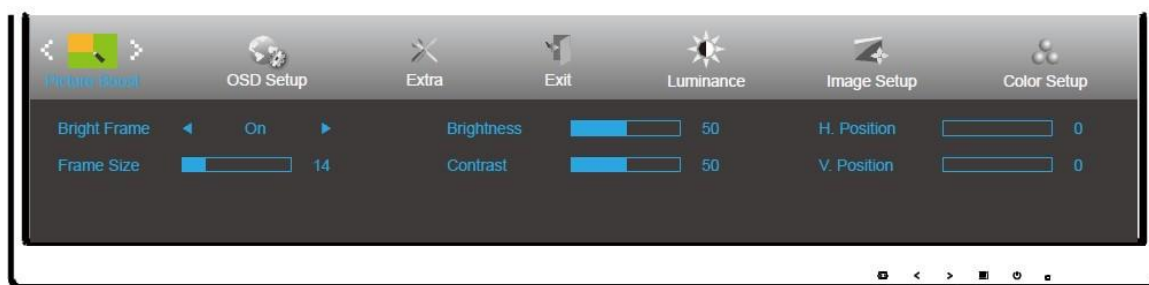 Picture Boost OSD Setup Extra Exit Luminance Image Setup Color Setup
Bright Frame On Brightness 50 H. Position 0
Frame Size 14 Contrast 50 V. Position 0